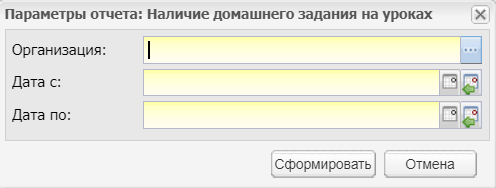 Параметры отчета: Наличие домашнего задания на уроках
Организация:
Дата с:
Дата по:
Сформировать Отмена